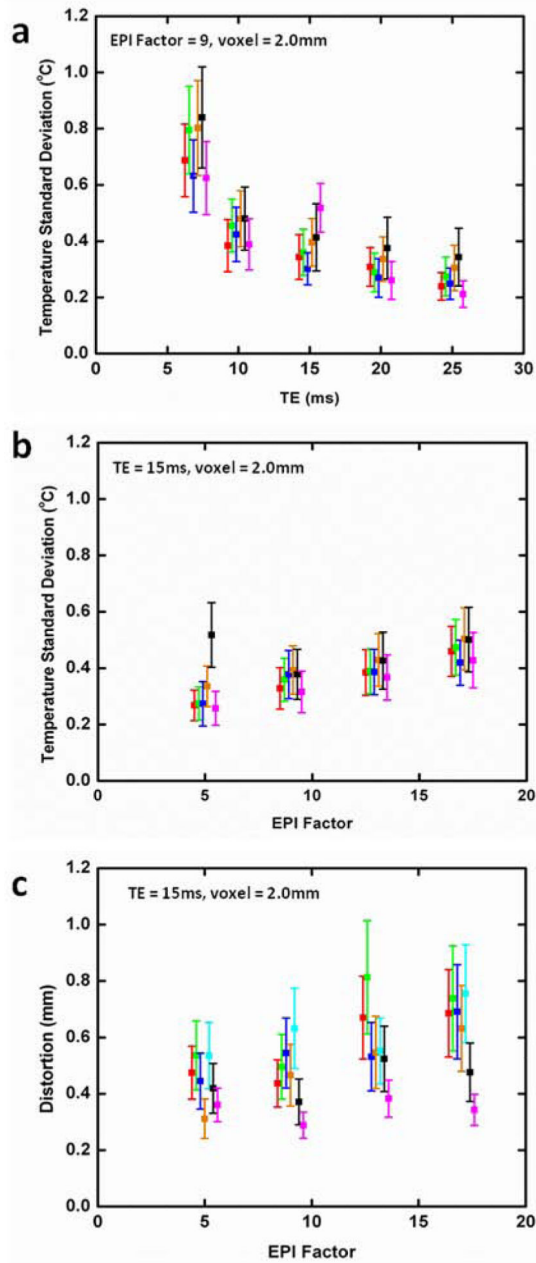 a
EPI Factor = 9, voxel = 2.0mm
Temperature Standard Deviation (°C)
1.2
1.0
0.8
0.6
0.4
0.2
0.0
0 5 10 15 20 25 30
TE (ms)
b
TE = 15ms, voxel = 2.0mm
Temperature Standard Deviation (°C)
1.2
1.0
0.8
0.6
0.4
0.2
0.0
0 5 10 15 20
EPI Factor
c
TE = 15ms, voxel = 2.0mm
Distortion (mm)
1.2
1.0
0.8
0.6
0.4
0.2
0.0
0 5 10 15 20
EPI Factor